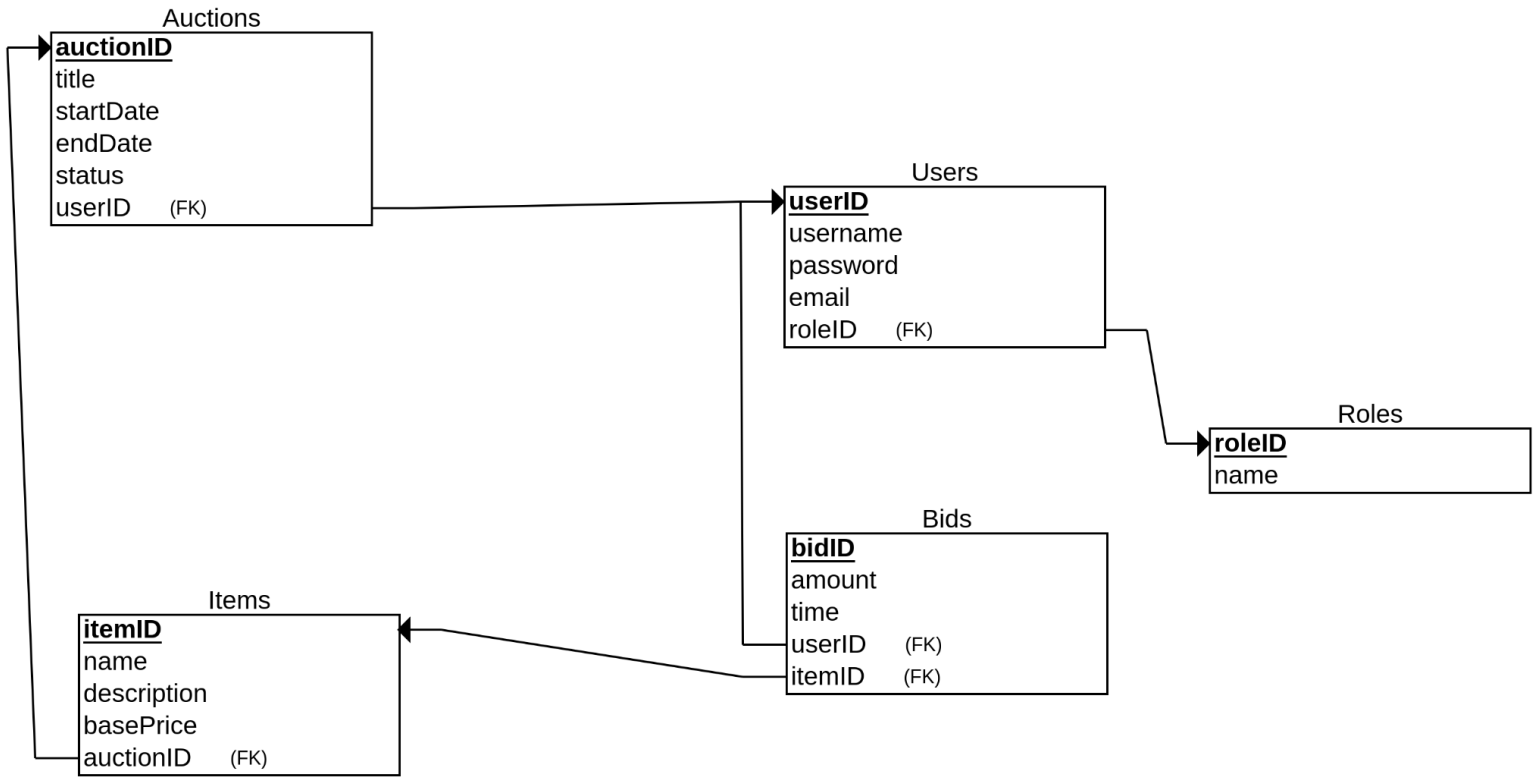 Auctions
auctionID
title
startDate
endDate
status
userID (FK)
Users
userID
username
password
email
roleID (FK)
Roles
roleID
name
Bids
bidID
amount
time
userID (FK)
itemID (FK)
Items
itemID
name
description
basePrice
auctionID (FK)